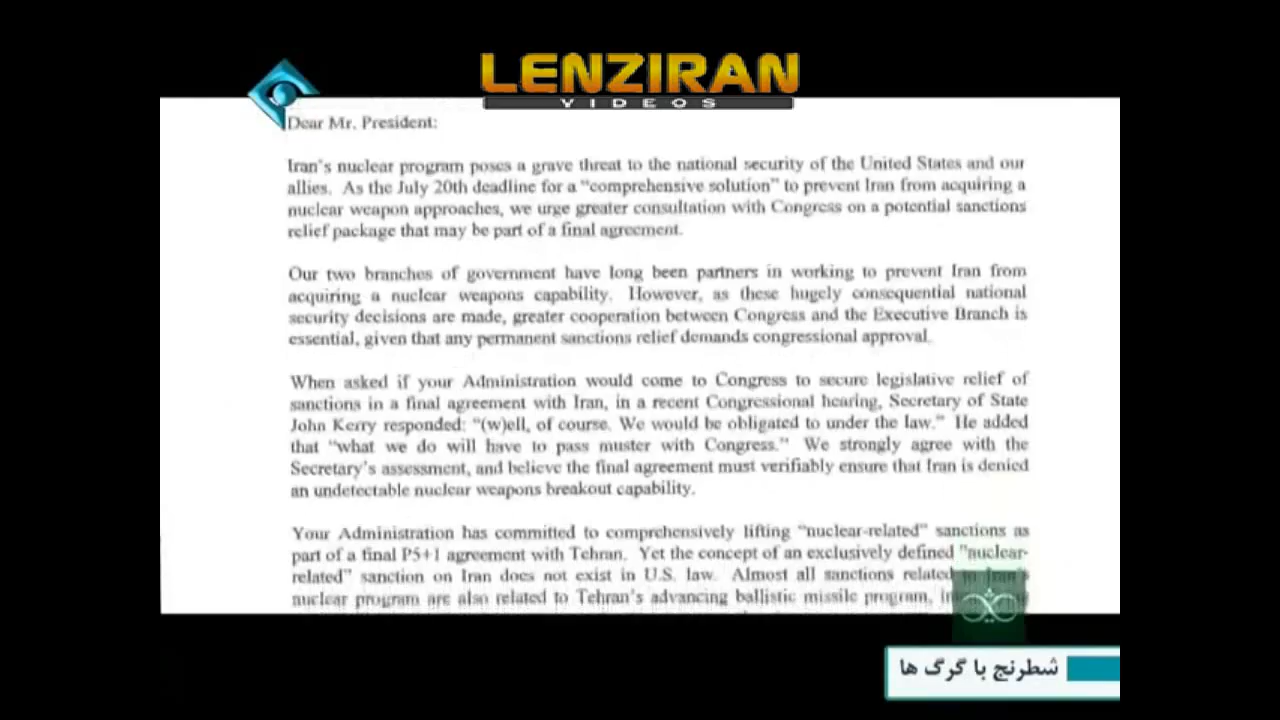 LENZIRAN
VIDEOS
Dear Mr. President:
Iran's nuclear program poses a grave threat to the national security of the United States and our
allies. As the July 20th deadline for a “comprehensive solution” to prevent Iran from acquiring a
nuclear weapon approaches, we urge greater consultation with Congress on a potential sanctions
relief package that may be part of a final agreement.
Our two branches of government have long been partners in working to prevent Iran from
acquiring a nuclear weapons capability. However, as these hugely consequential national
security decisions are made, greater cooperation between Congress and the Executive Branch is
essential, given that any permanent sanctions relief demands congressional approval.
When asked if your Administration would come to Congress to secure legislative relief of
sanctions in a final agreement with Iran, in a recent Congressional hearing, Secretary of State
John Kerry responded: “(w)ell, of course. We would be obligated to under the law.” He added
that “what we do will have to pass muster with Congress.” We strongly agree with the
Secretary's assessment, and believe the final agreement must verifiably ensure that Iran is denied
an undetectable nuclear weapons breakout capability.
Your Administration has committed to comprehensively lifting “nuclear-related” sanctions as
part of a final P5+1 agreement with Tehran. Yet the concept of an exclusively defined “nuclear-
related” sanction on Iran does not exist in U.S. law. Almost all sanctions related to Iran's
nuclear program are also related to Tehran's advancing ballistic missile program,
شطرنج با گرگ ها